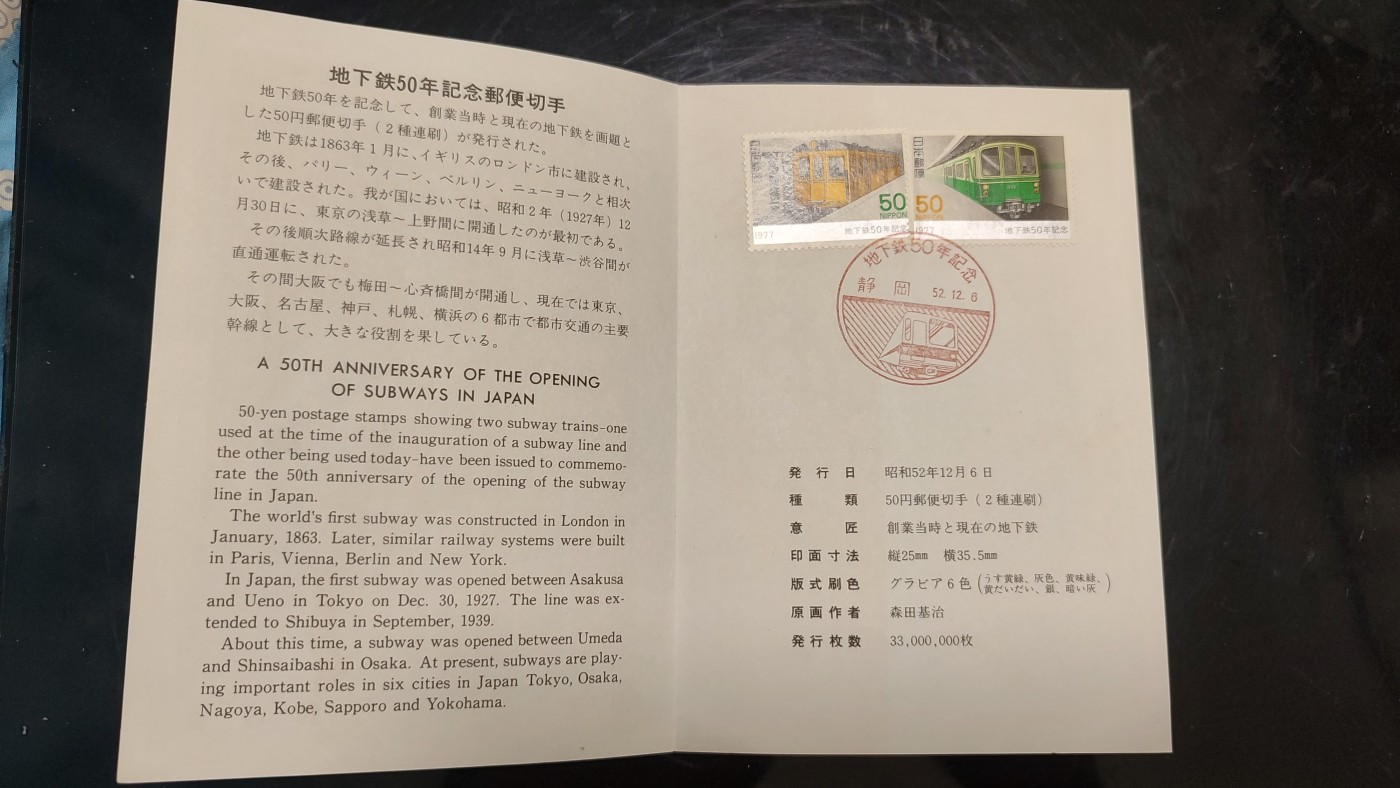 地下鉄50年記念郵便切手
地下鉄50年を記念して、創業当時と現在の地下鉄を画題と
した50円郵便切手（２種連刷）が発行された。
地下鉄は1863年１月に、イギリスのロンドン市に建設され、
その後、パリー、ウィーン、ベルリン、ニューヨークと相次
いで建設された。我が国においては、昭和２年（1927年）12
月30日に、東京の浅草～上野間に開通したのが最初である。
その後順次路線が延長され昭和14年９月に浅草～渋谷間が
直通運転された。
その間大阪でも梅田～心斉橋間が開通し、現在では東京、
大阪、名古屋、神戸、札幌、横浜の６都市で都市交通の主要
幹線として、大きな役割を果している。
A 50TH ANNIVERSARY OF THE OPENING
OF SUBWAYS IN JAPAN
50-yen postage stamps showing two subway trains-one
used at the time of the inauguration of a subway line and
the other being used today-have been issued to commemo-
rate the 50th anniversary of the opening of the subway
line in Japan.
The world's first subway was constructed in London in
January, 1863. Later, similar railway systems were built
in Paris, Vienna, Berlin and New York.
In Japan, the first subway was opened between Asakusa
and Ueno in Tokyo on Dec. 30, 1927. The line was ex-
tended to Shibuya in September, 1939.
About this time, a subway was opened between Umeda
and Shinsaibashi in Osaka. At present, subways are play-
ing important roles in six cities in Japan Tokyo, Osaka,
Nagoya, Kobe, Sapporo and Yokohama.
50
NIPPON
1977
地下鉄50年記念
日本郵便
50
NIPPON
1977
地下鉄50年記念
地下鉄50年記念
静岡 52.12.6
発行日 昭和52年12月６日
種類 50円郵便切手（２種連刷）
意匠 創業当時と現在の地下鉄
印面寸法 縦25㎜ 横35.5㎜
版式刷色 グラビア６色（うす黄緑、灰色、黄味緑、
黄だいだい、銀、暗い灰）
原画作者 森田基治
発行枚数 33,000,000枚